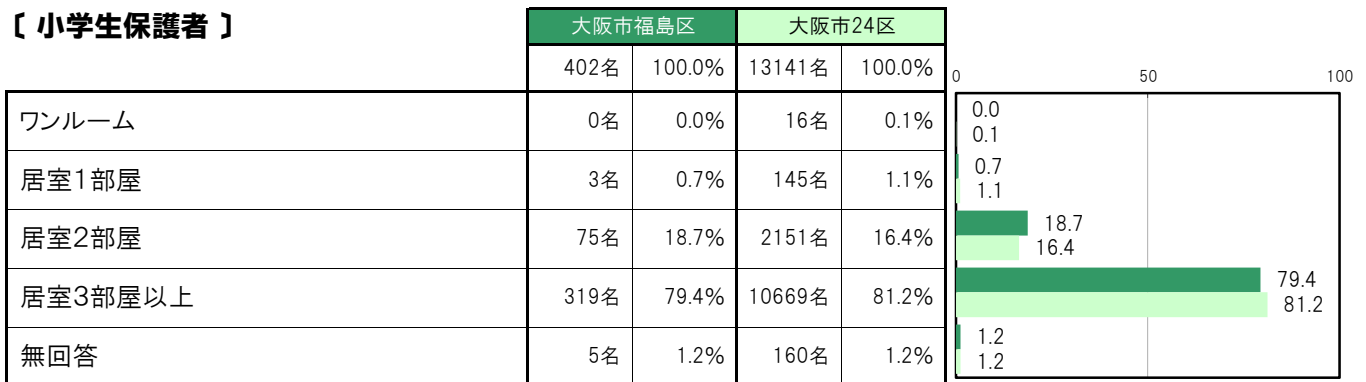 〔 小学生保護者 〕
大阪市福島区 大阪市24区
402名 100.0% 13141名 100.0%
0 50 100
ワンルーム 0名 0.0% 16名 0.1%
0.0
0.1
居室1部屋 3名 0.7% 145名 1.1%
0.7
1.1
居室2部屋 75名 18.7% 2151名 16.4%
18.7
16.4
居室3部屋以上 319名 79.4% 10669名 81.2%
79.4
81.2
無回答 5名 1.2% 160名 1.2%
1.2
1.2